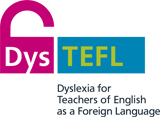 Dys TEFL
Dyslexia for
Teachers of English
as a Foreign Language